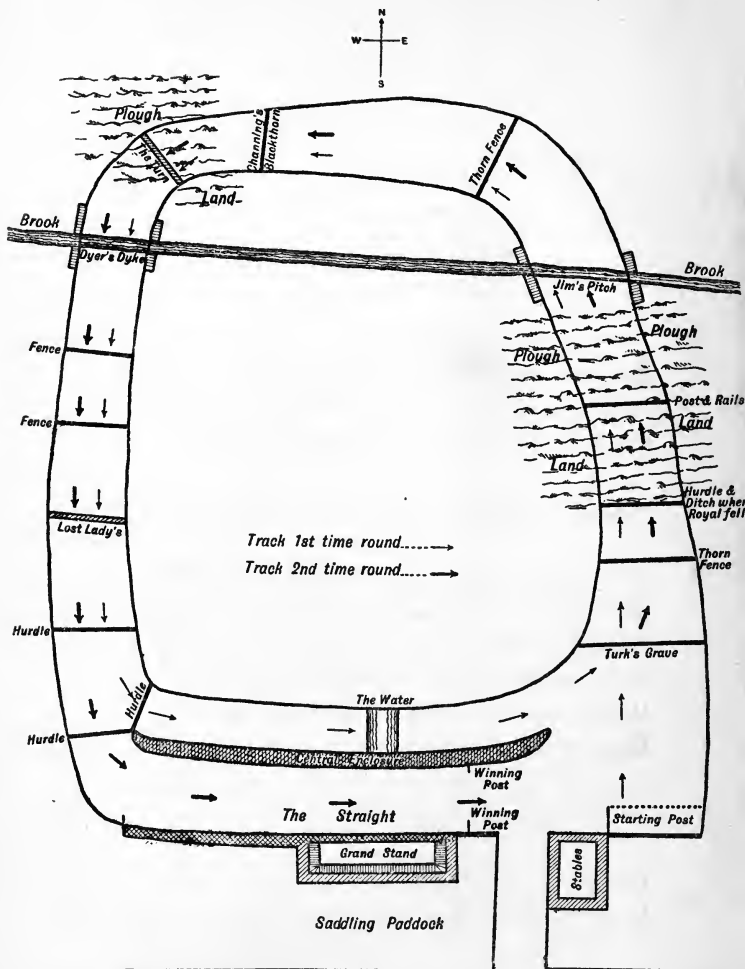 N
W E
S
Plough
The Turn
Channing's
Blackthorn
Thorn Fence
Land
Brook
Dyer's Dyke
Brook
Jim's Pitch
Plough
Plough
Fence
Post & Rails
Fence
Land
Land
Hurdle &
Ditch wher
Royal fell
Lost Lady's
Track 1st time round
Track 2nd time round
Thorn
Fence
Hurdle
Turk's Grave
Hurdle
The Water
Hurdle
Central Enclosure
Winning
Post
The Straight
Winning
Post
Starting Post
Grand Stand
Stables
Saddling Paddock